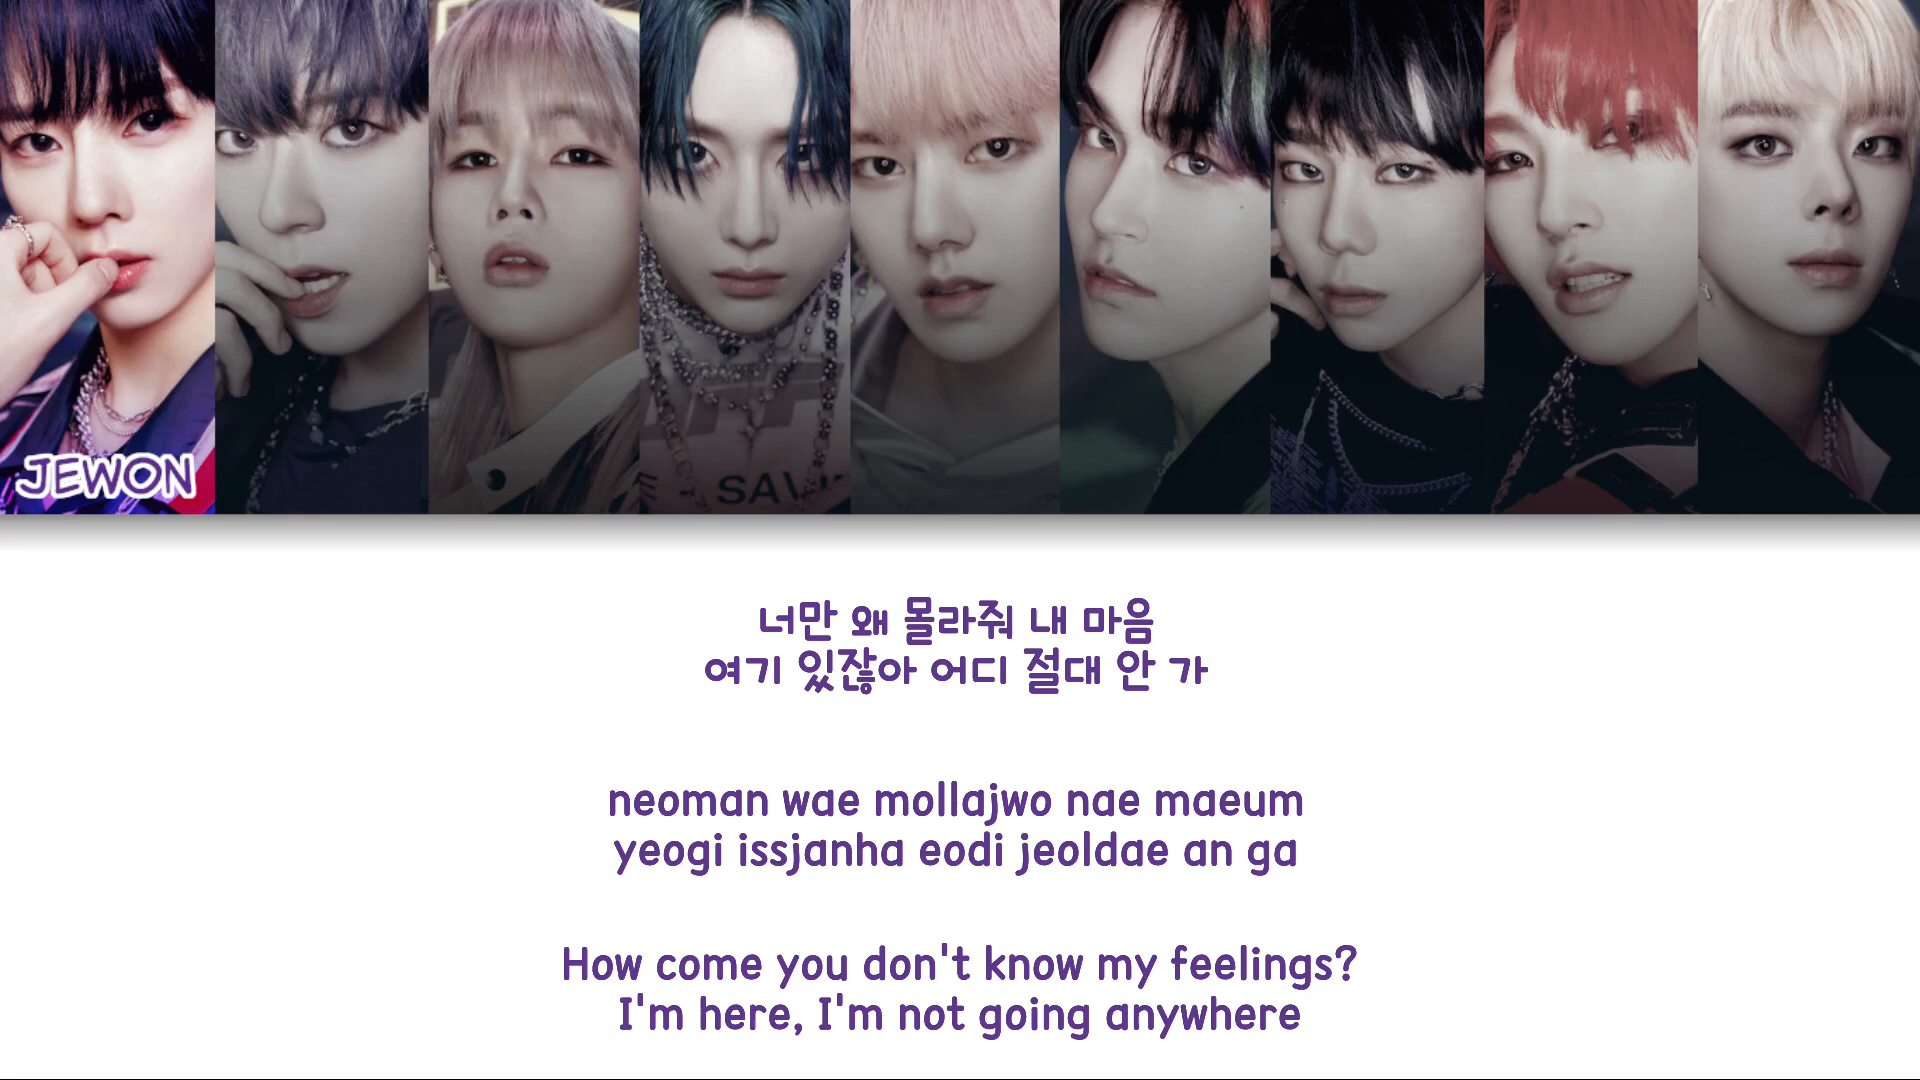 JEWON
SAV
너만 왜 몰라줘 내 마음
여기 있잖아 어디 절대 안 가
neoman wae mollajwo nae maeum
yeogi issjanha eodi jeoldae an ga
How come you don't know my feelings?
I'm here, I'm not going anywhere